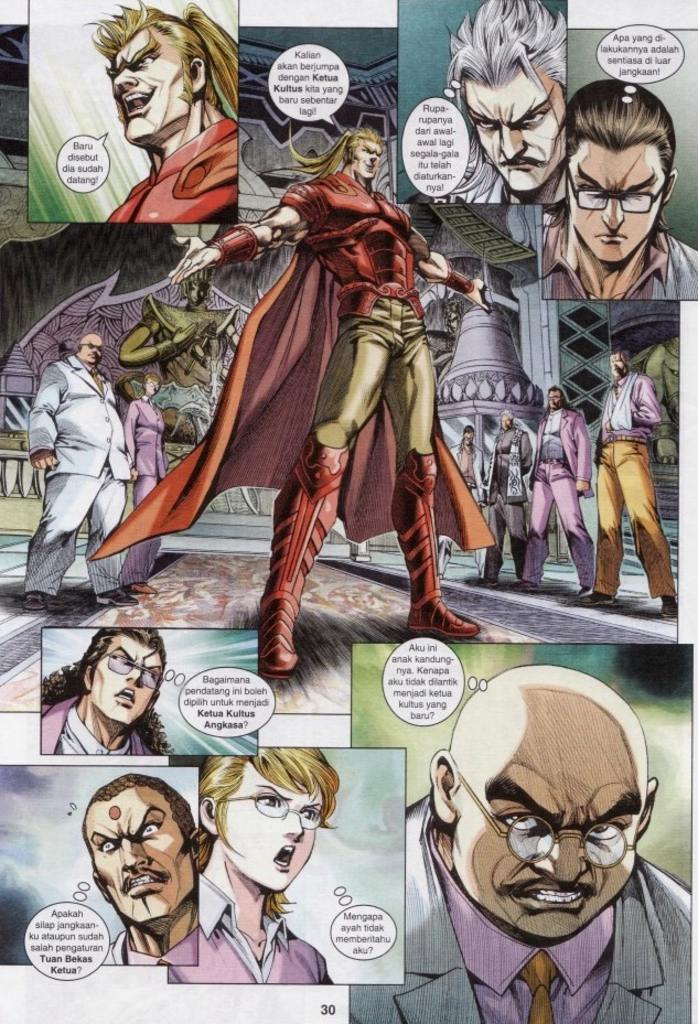 Baru
disebut
dia sudah
datang!
Kalian
akan berjumpa
dengan Ketua
Kultus kita yang
baru sebentar
lagi!
Rupa-
rupanya
dari awal-
awal lagi
segala-gala
itu telah
diaturkan-
nya!
Apa yang di-
lakukannya adalah
sentiasa di luar
jangkaan!
Bagaimana
pendatang ini boleh
dipilih untuk menjadi
Ketua Kultus
Angkasa?
Aku ini
anak kandung-
nya. Kenapa
aku tidak dilantik
menjadi ketua
kultus yang
baru?
Apakah
silap jangkaan-
ku ataupun sudah
salah pengaturan
Tuan Bekas
Ketua?
Mengapa
ayah tidak
memberitahu
aku?
30